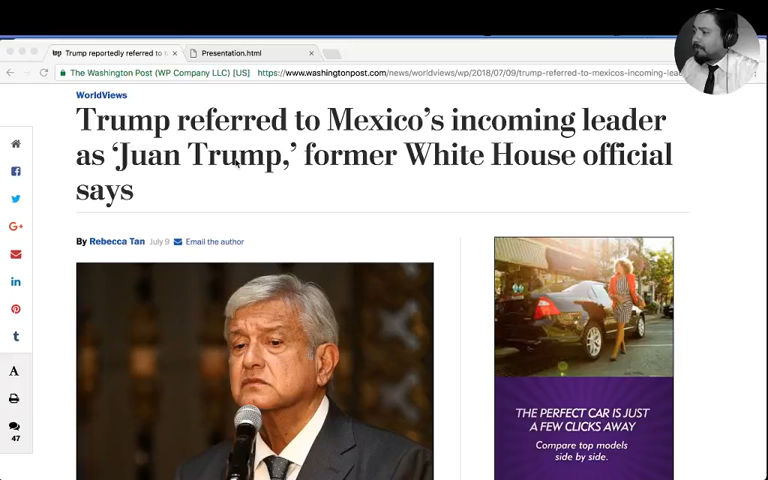 Trump reportedly referred to
Presentation.html
The Washington Post (WP Company LLC) [US]
https://www.washingtonpost.com/news/worldviews/wp/2018/07/09/trump-referred-to-mexicos-incoming-lea
WorldViews
Trump referred to Mexico's incoming leader
as 'Juan Trump,' former White House official
says
By Rebecca Tan July 9 Email the author
G+
in
t
A
47
THE PERFECT CAR IS JUST
A FEW CLICKS AWAY
Compare top models
side by side.